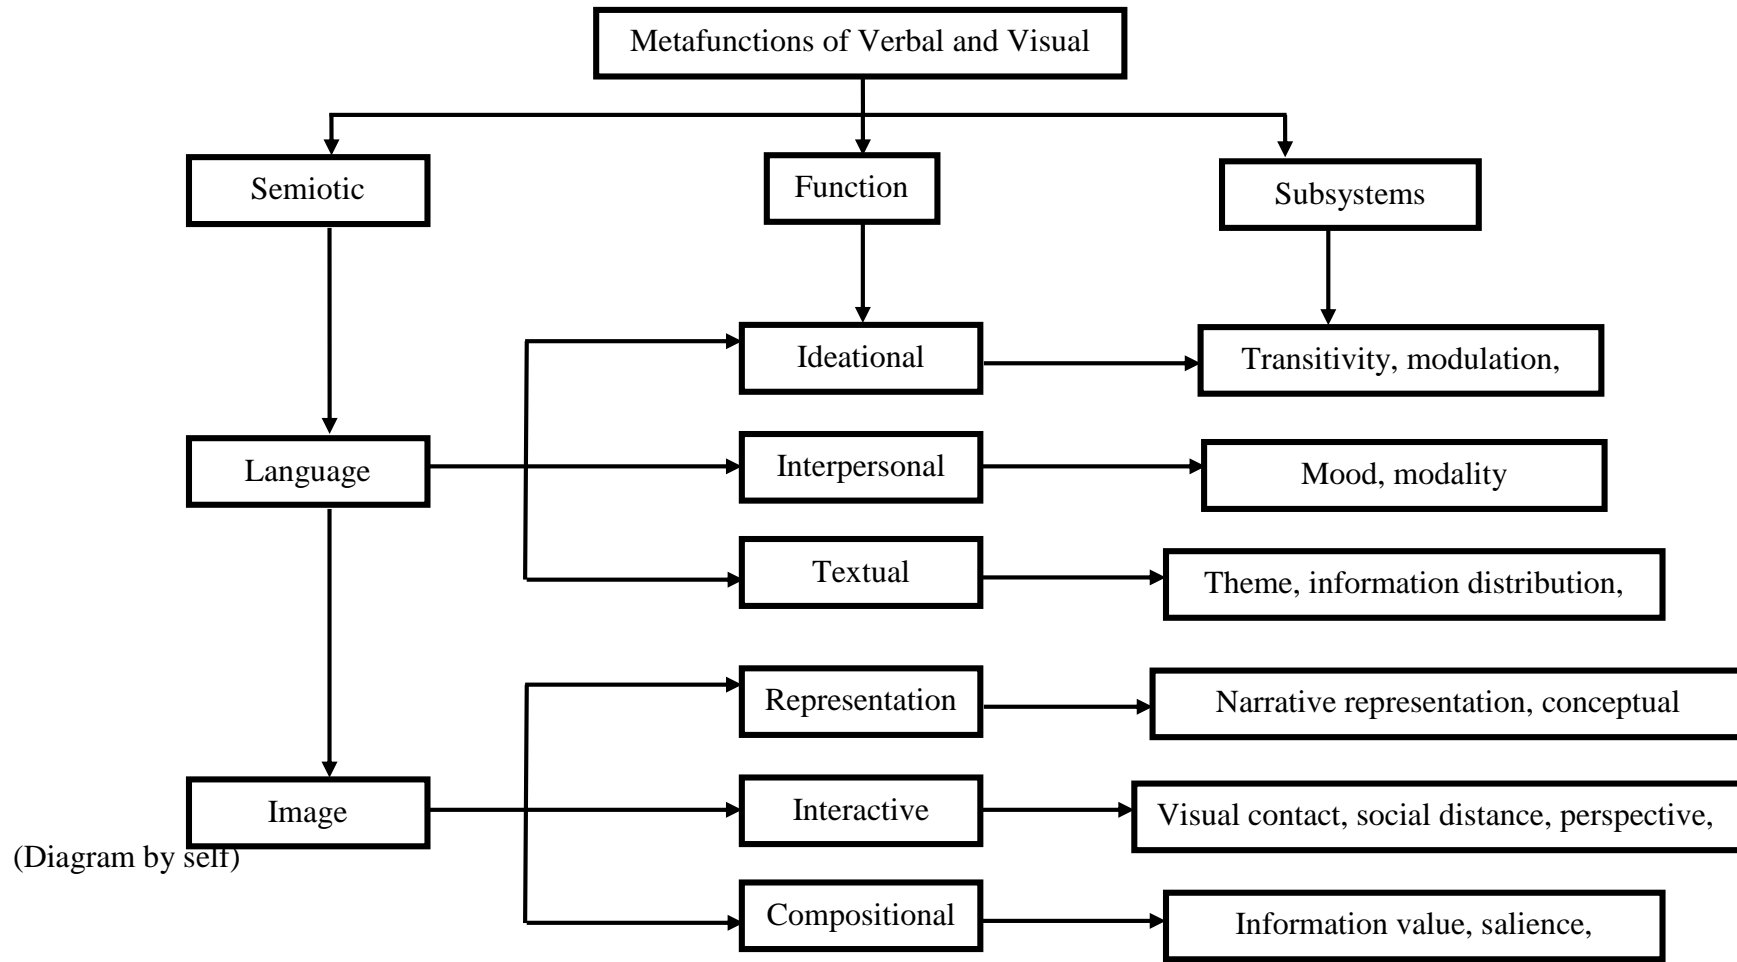 Metafunctions of Verbal and Visual
Semiotic
Function
Subsystems
Ideational
Transitivity, modulation,
Language
Interpersonal
Mood, modality
Textual
Theme, information distribution,
Representation
Narrative representation, conceptual
Image
Interactive
Visual contact, social distance, perspective,
(Diagram by self)
Compositional
Information value, salience,